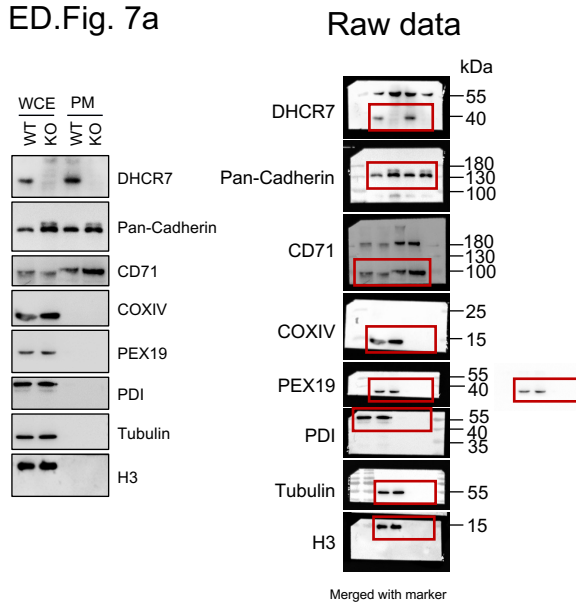 ED.Fig. 7a
Raw data
WCE PM
WT KO WT KO
DHCR7
Pan-Cadherin
CD71
COXIV
PEX19
PDI
Tubulin
H3
kDa
DHCR7
55
40
Pan-Cadherin
180
130
100
CD71
180
130
100
COXIV
25
15
PEX19
55
40
PDI
55
40
35
Tubulin
55
H3
15
Merged with marker